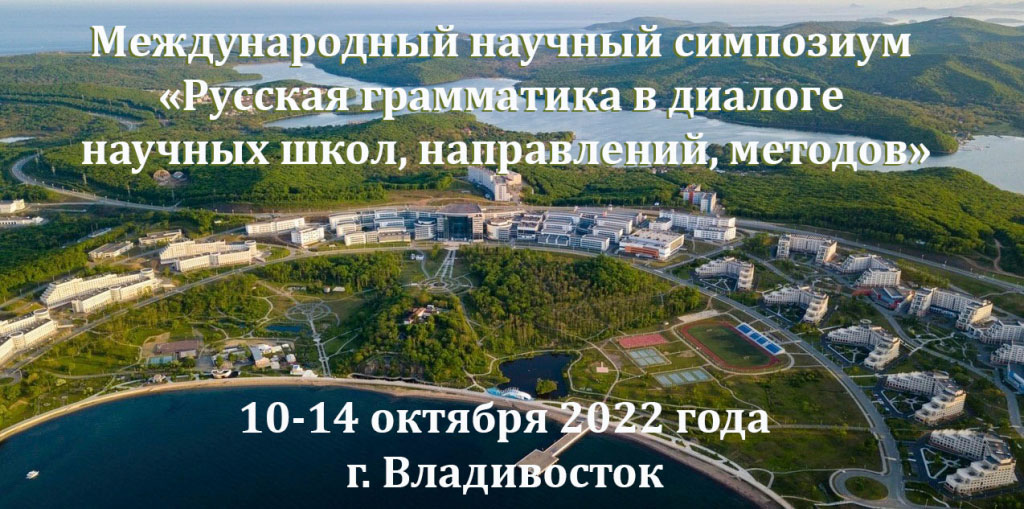 Международный научный симпозиум
«Русская грамматика в диалоге
научных школ, направлений, методов»
10-14 октября 2022 года
г. Владивосток